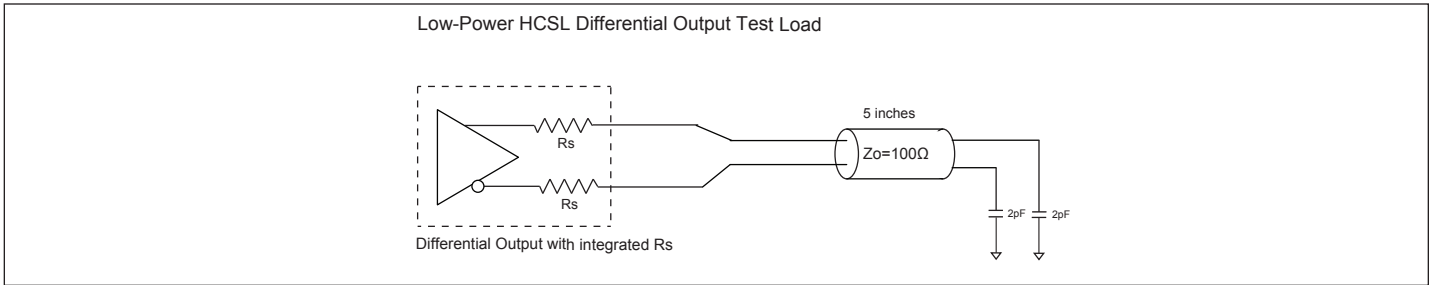 Low-Power HCSL Differential Output Test Load
5 inches
Rs
Zo=100Ω
Rs
2pF
2pF
Differential Output with integrated Rs